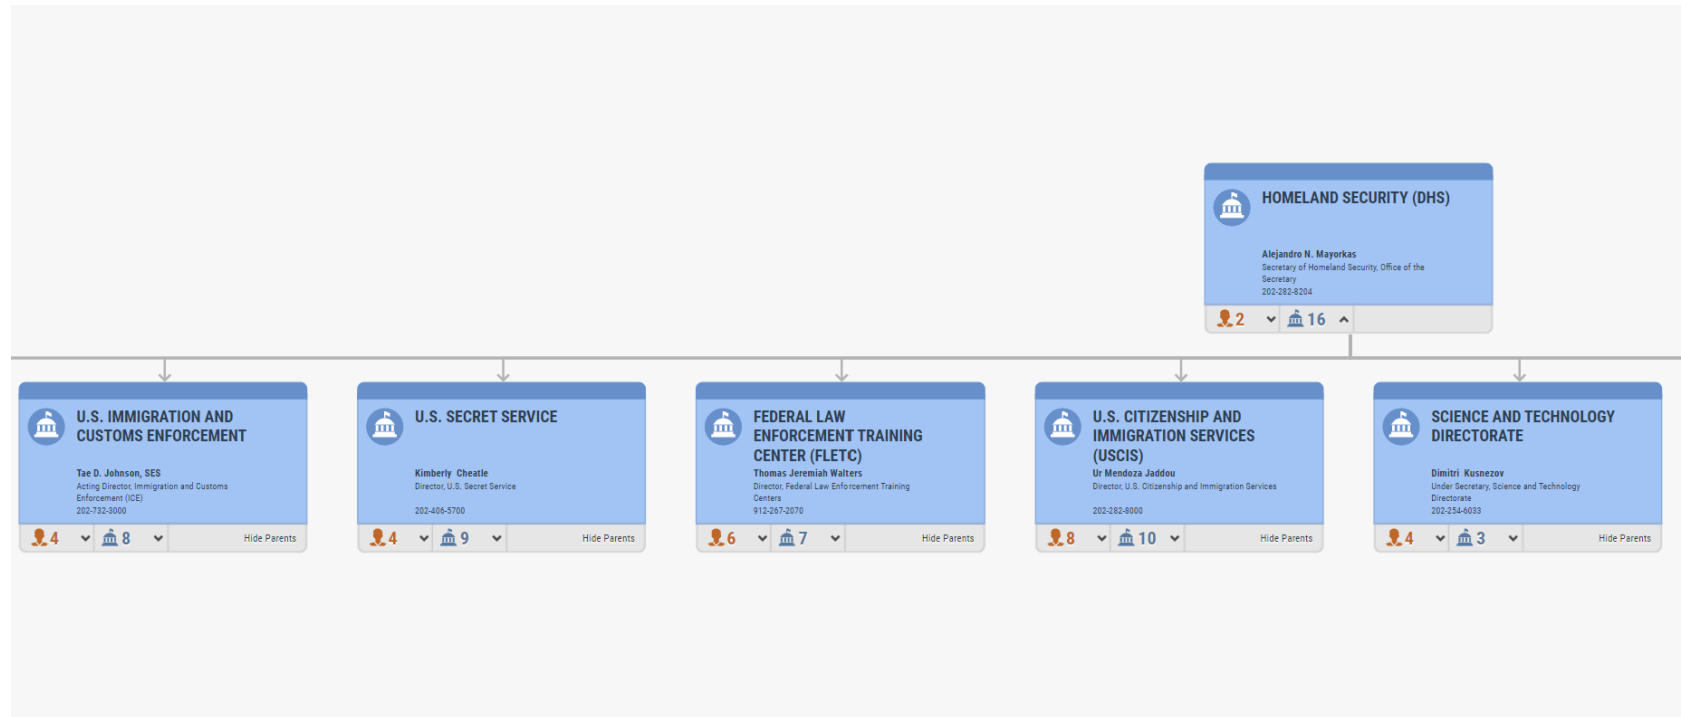 HOMELAND SECURITY (DHS)
Alejandro N. Mayorkas
Secretary of Homeland Security, Office of the
Secretary
202-282-8204
2
16
U.S. IMMIGRATION AND
CUSTOMS ENFORCEMENT
Tae D. Johnson, SES
Acting Director, Immigration and Customs
Enforcement (ICE)
202-732-3000
4
8
Hide Parents
U.S. SECRET SERVICE
Kimberly Cheatle
Director, U.S. Secret Service
202-406-5700
4
9
Hide Parents
FEDERAL LAW
ENFORCEMENT TRAINING
CENTER (FLETC)
Thomas Jeremiah Walters
Director, Federal Law Enforcement Training
Centers
912-267-2070
6
7
Hide Parents
U.S. CITIZENSHIP AND
IMMIGRATION SERVICES
(USCIS)
Ur Mendoza Jaddou
Director, U.S. Citizenship and Immigration Services
202-282-8000
8
10
Hide Parents
SCIENCE AND TECHNOLOGY
DIRECTORATE
Dimitri Kusnezov
Under Secretary, Science and Technology
Directorate
202-254-6033
4
3
Hide Parents